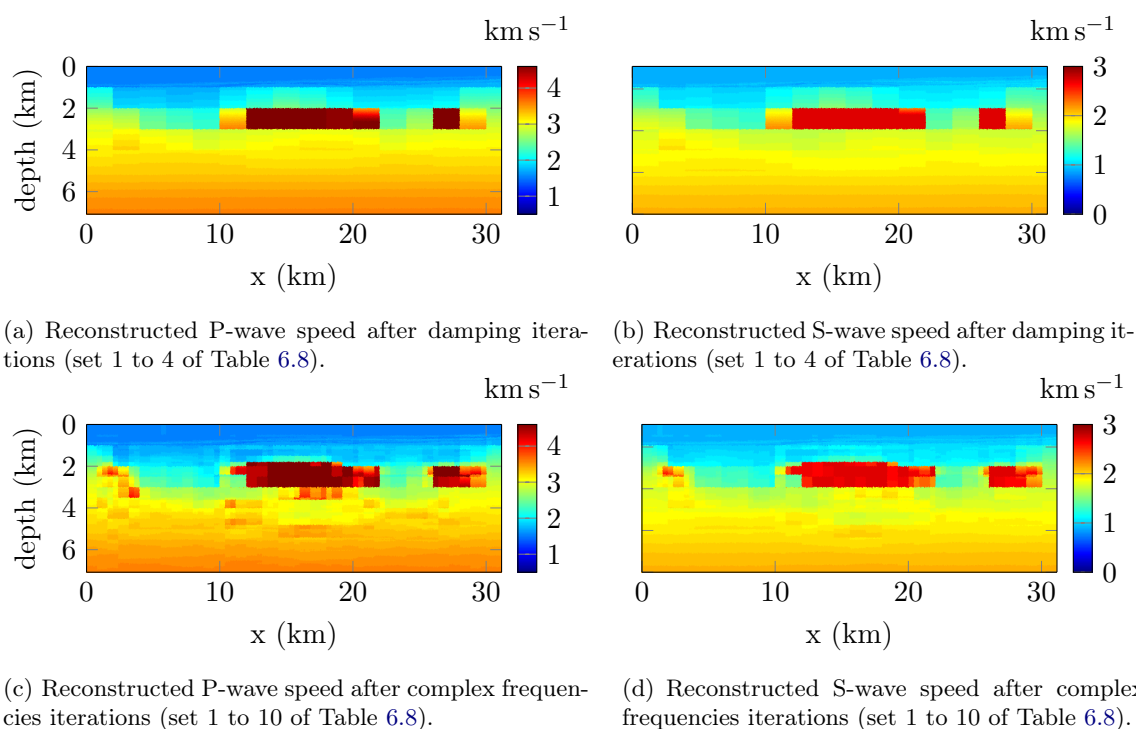 km s−1 km s−1
0 2 4 6 depth (km) 1 2 3 4 0 1 2 3
0 10 20 30 0 10 20 30
x (km) x (km)
(a) Reconstructed P-wave speed after damping itera-
tions (set 1 to 4 of Table 6.8).
(b) Reconstructed S-wave speed after damping it-
erations (set 1 to 4 of Table 6.8).
km s−1 km s−1
0 2 4 6 depth (km) 1 2 3 4 0 1 2 3
0 10 20 30 0 10 20 30
x (km) x (km)
(c) Reconstructed P-wave speed after complex frequen-
cies iterations (set 1 to 10 of Table 6.8).
(d) Reconstructed S-wave speed after complex
frequencies iterations (set 1 to 10 of Table 6.8).